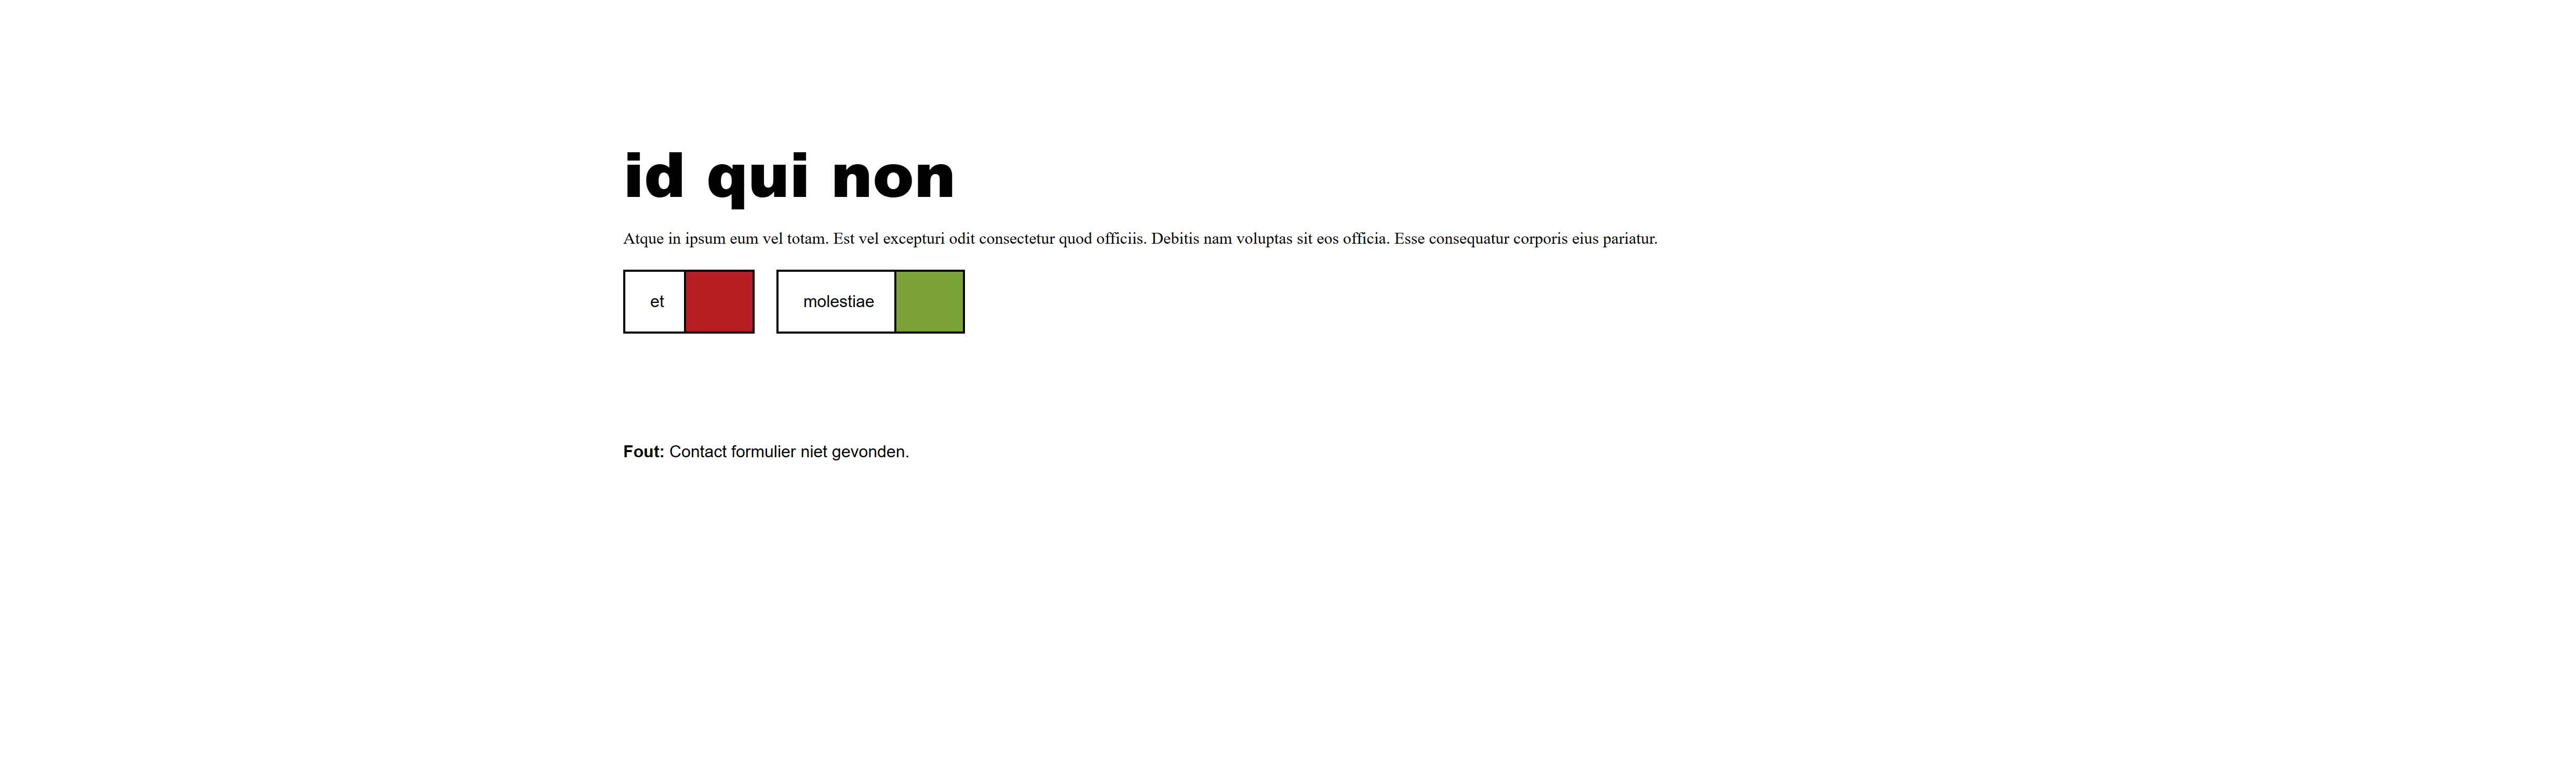 id qui non
Atque in ipsum eum vel totam. Est vel excepturi odit consectetur quod officiis. Debitis nam voluptas sit eos officia. Esse consequatur corporis eius pariatur.
et
molestiae
Fout: Contact formulier niet gevonden.